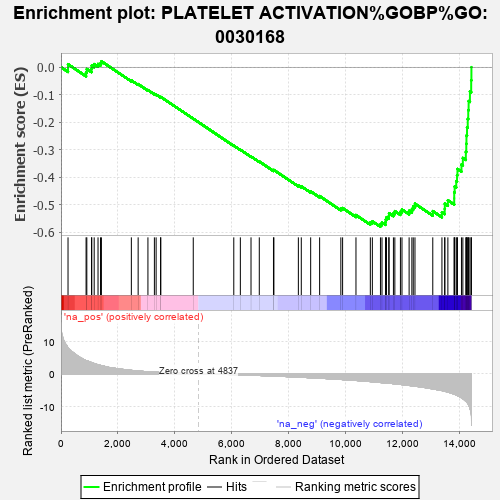 Enrichment plot: PLATELET ACTIVATION%GOBP%GO:
0030168
Enrichment score (ES)
0.0
-0.1
-0.2
-0.3
-0.4
-0.5
-0.6
'na_pos' (positively correlated)
Ranked list metric (PreRanked)
10
5
0
-5
-10
Zero cross at 4837
'na_neg' (negatively correlated)
0
2,000
4,000
6,000
8,000
10,000
12,000
14,000
Rank in Ordered Dataset
Enrichment profile
Hits
Ranking metric scores